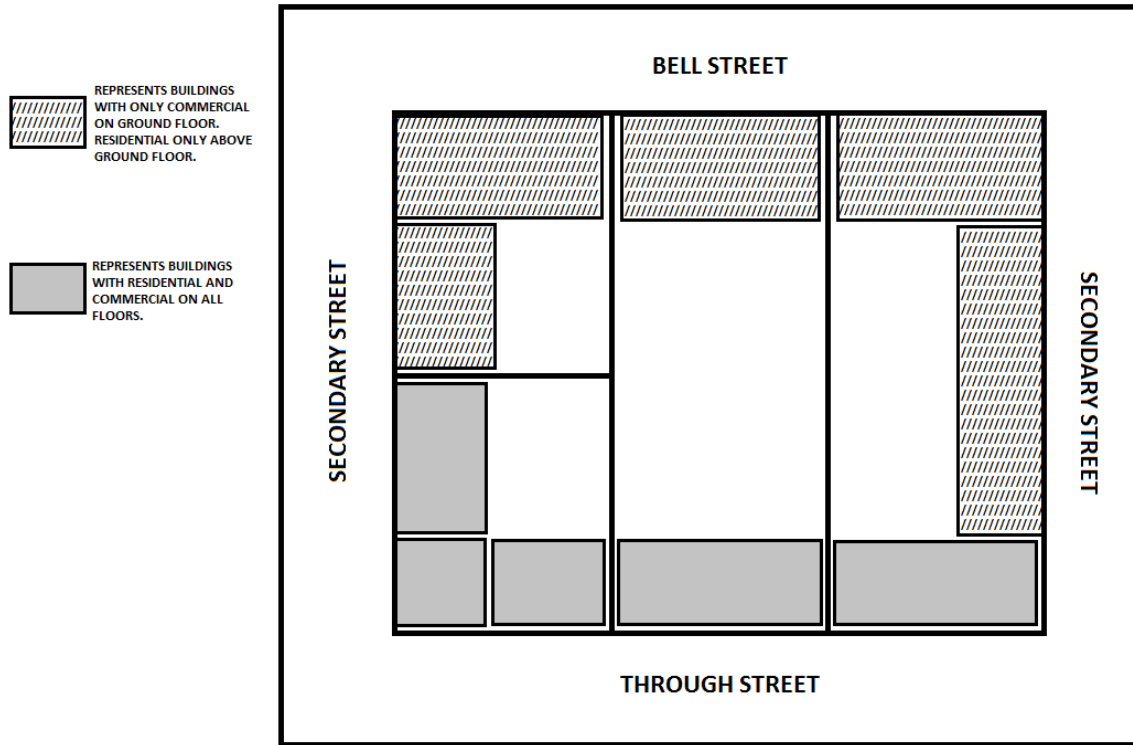 REPRESENTS BUILDINGS
WITH ONLY COMMERCIAL
ON GROUND FLOOR.
RESIDENTIAL ONLY ABOVE
GROUND FLOOR.
REPRESENTS BUILDINGS
WITH RESIDENTIAL AND
COMMERCIAL ON ALL
FLOORS.
BELL STREET
SECONDARY STREET
SECONDARY STREET
THROUGH STREET